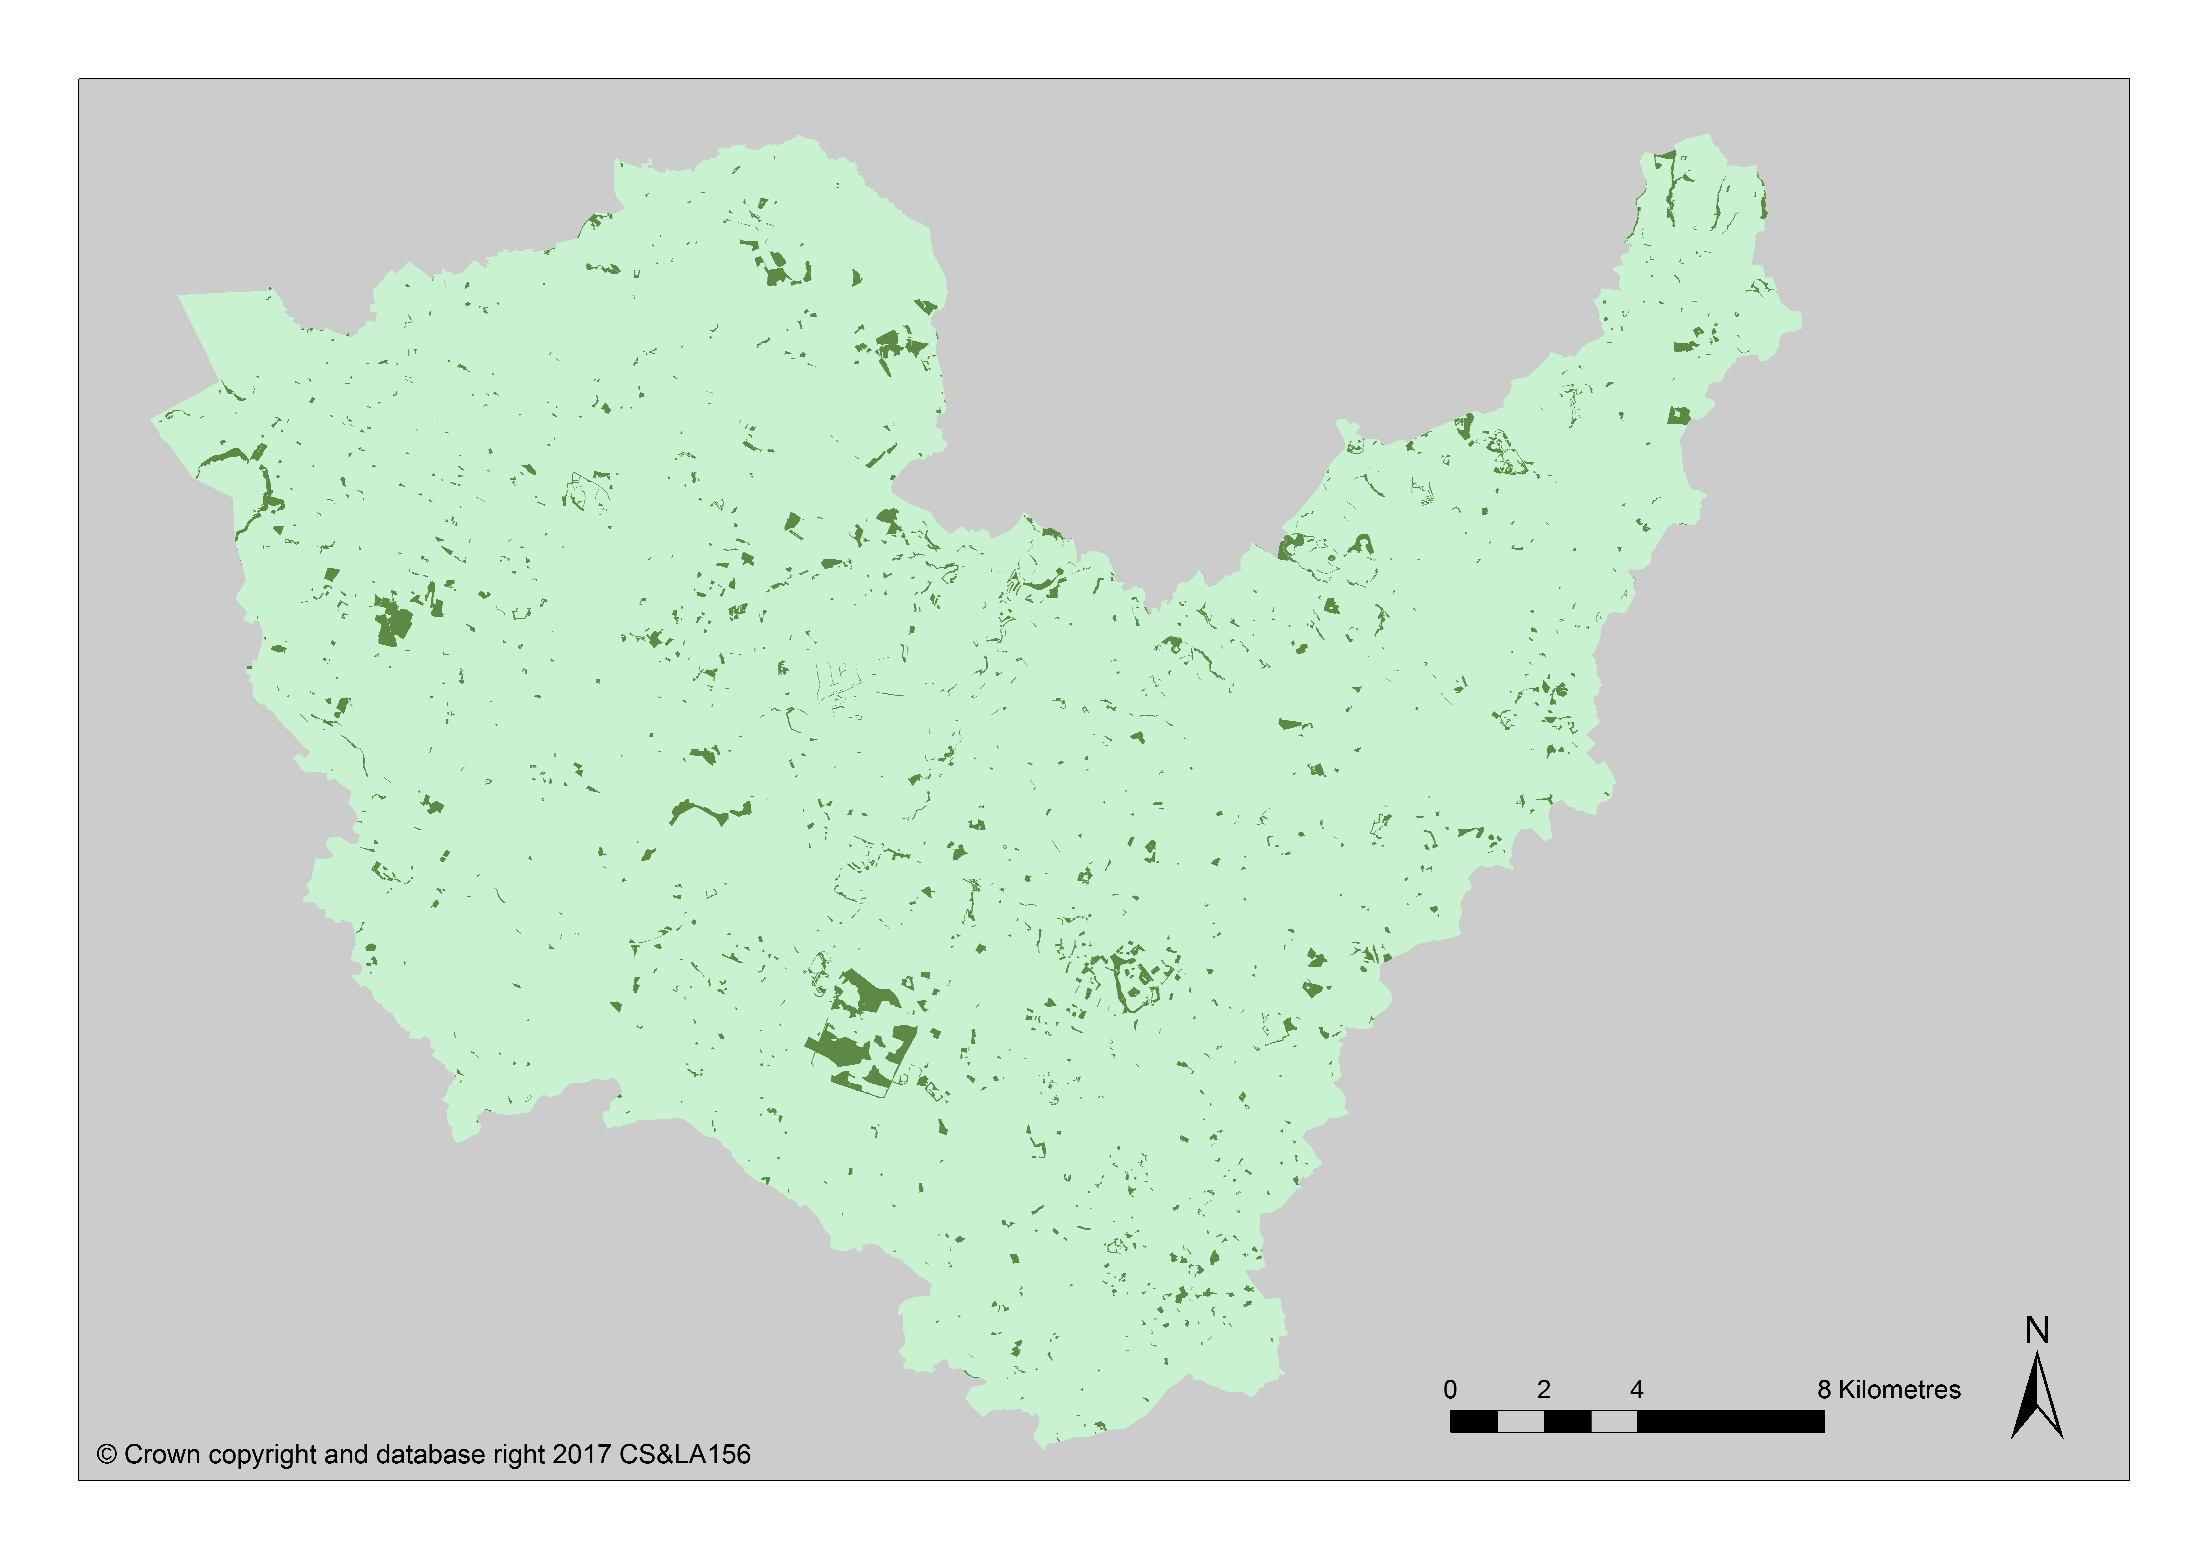 N
0 2 4 8 Kilometres
© Crown copyright and database right 2017 CS&LA156